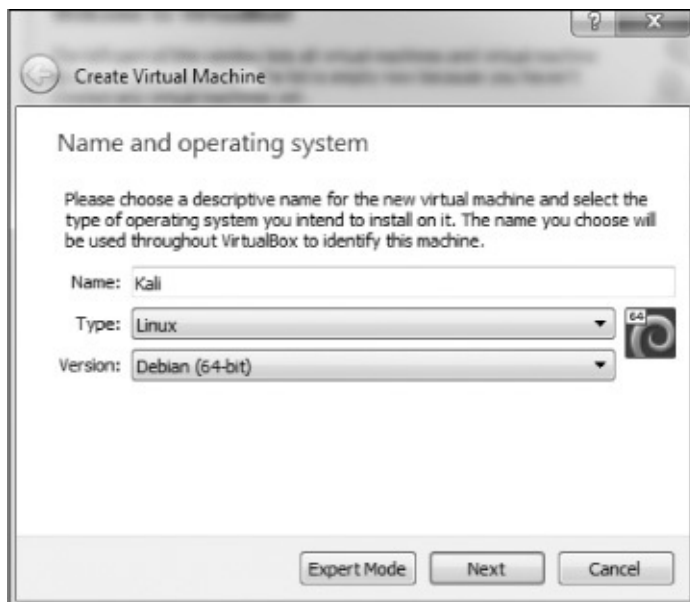 ?
X
Create Virtual Machine
Name and operating system
Please choose a descriptive name for the new virtual machine and select the
type of operating system you intend to install on it. The name you choose will
be used throughout VirtualBox to identify this machine.
Name: Kali
Type: Linux
64
Version: Debian (64-bit)
Expert Mode Next Cancel